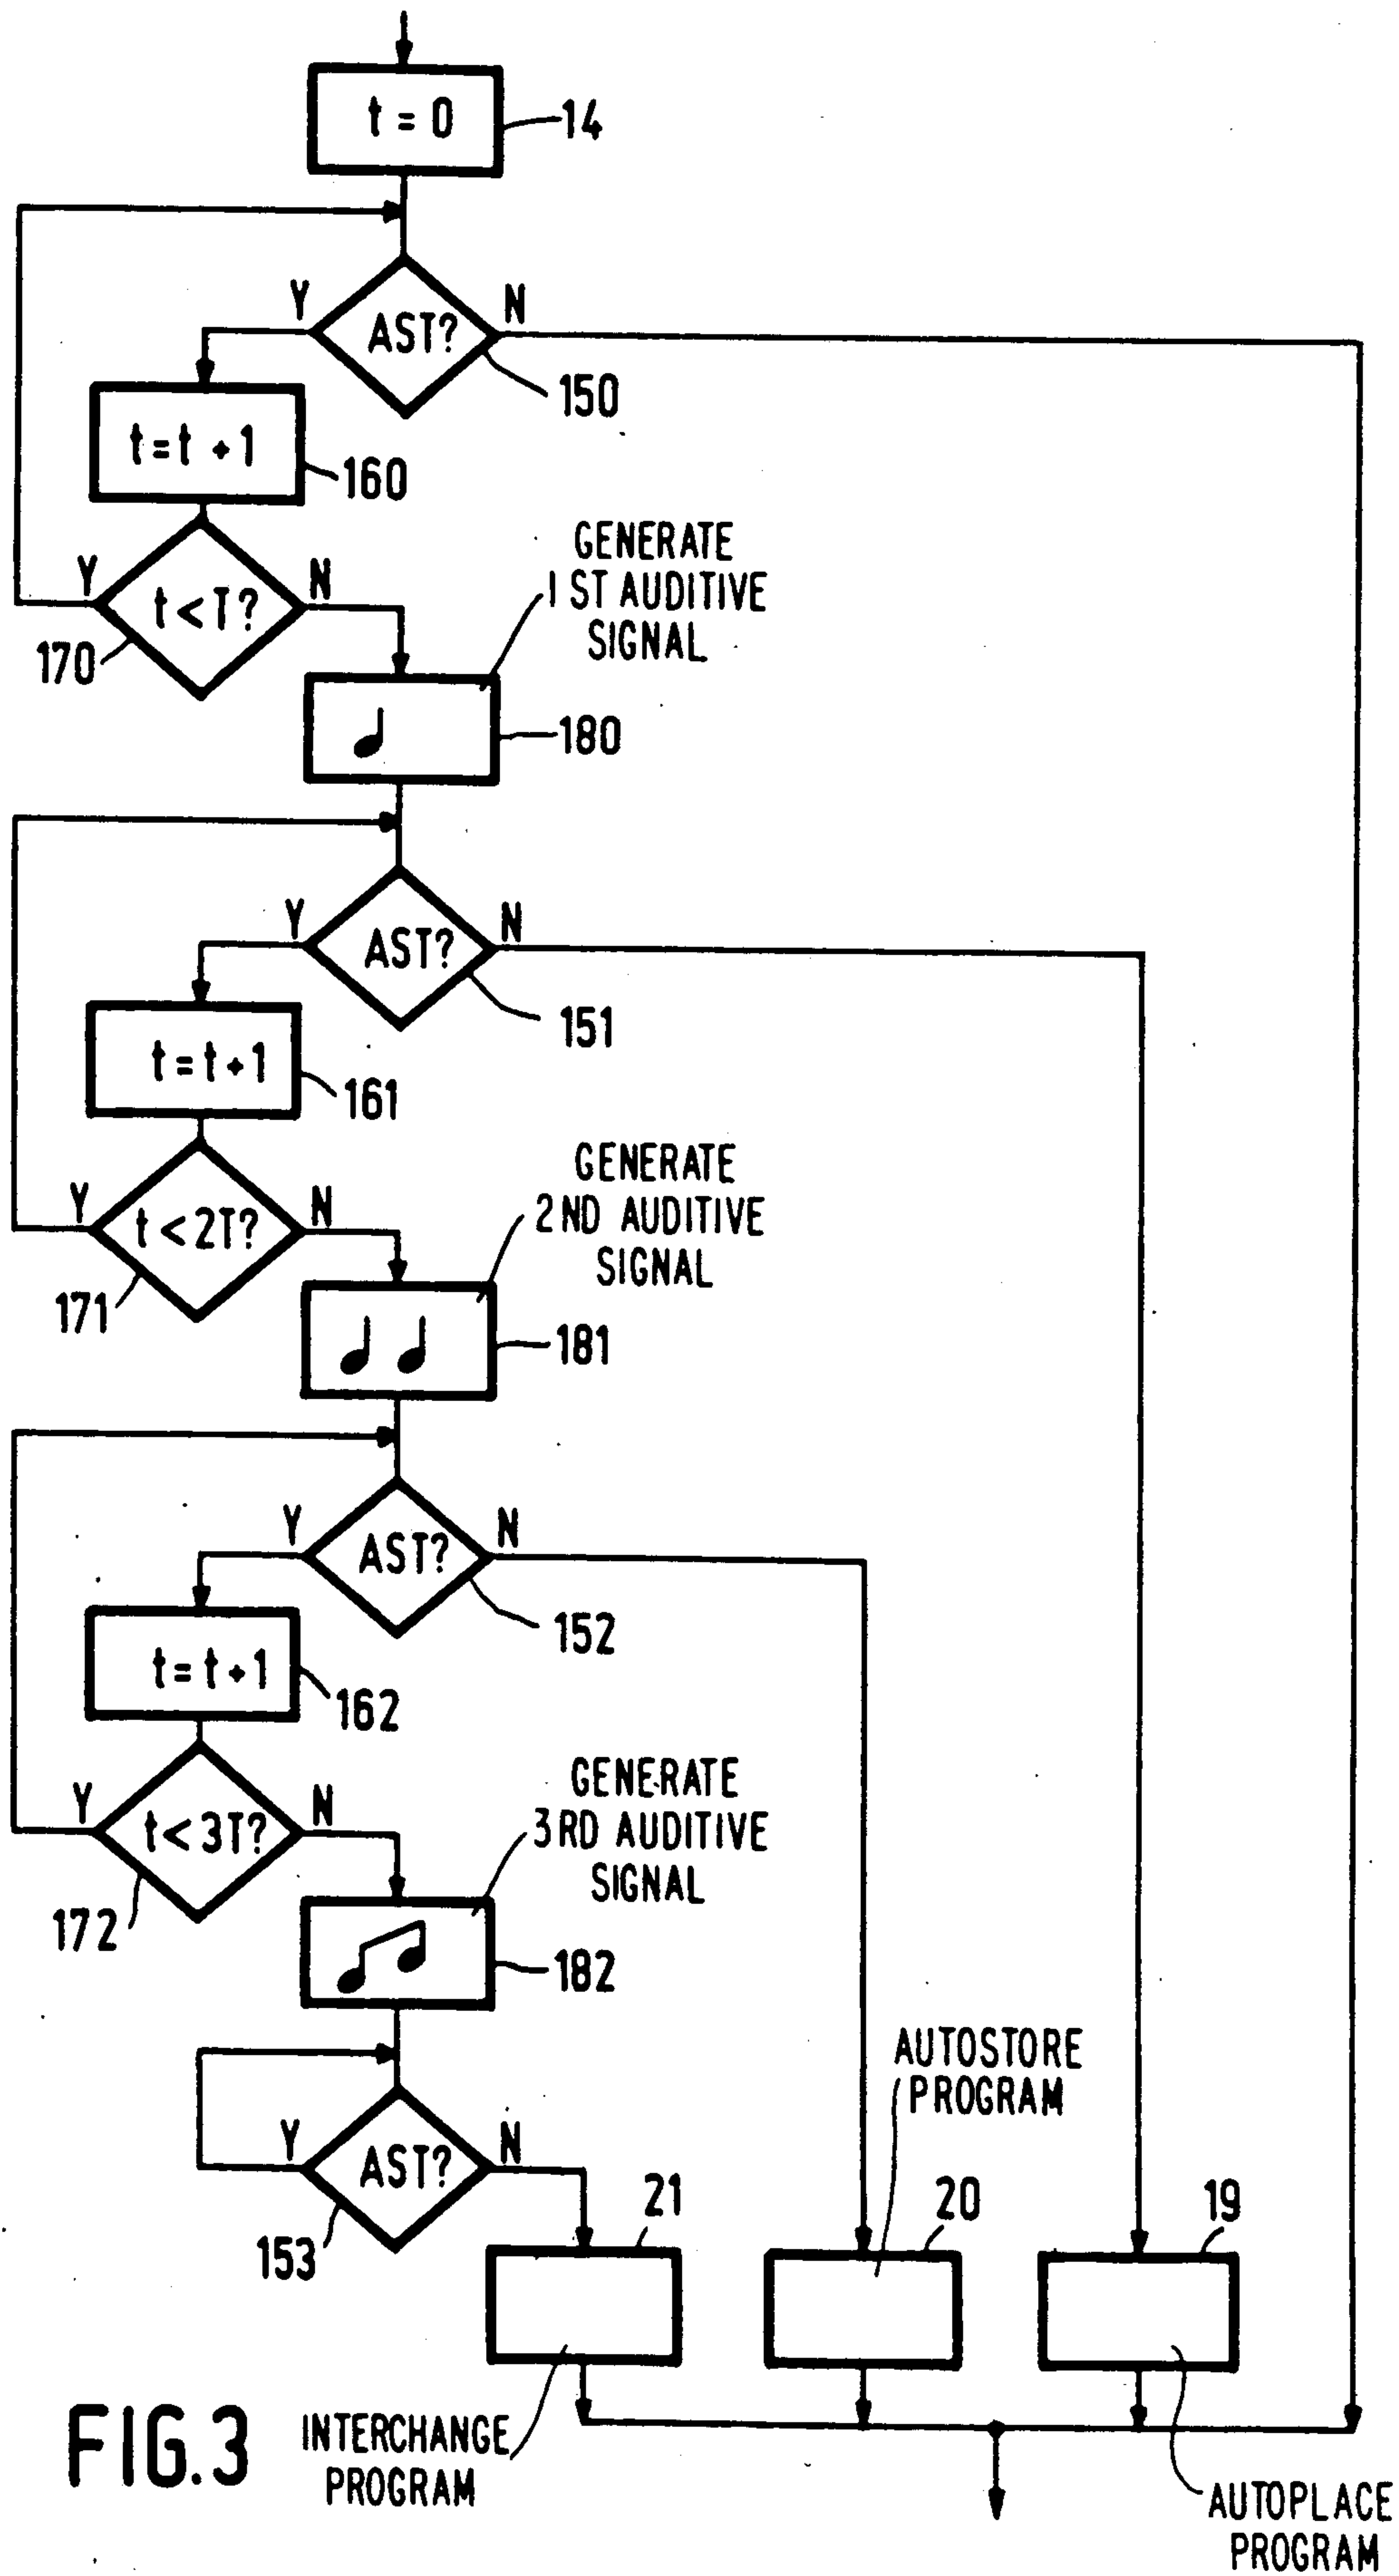 t = 0
14
Y
AST?
N
150
t=t+1
160
GENERATE
1ST AUDITIVE
SIGNAL
Y
t<T?
N
170
180
Y
AST?
N
151
t=t+1
161
GENERATE
2ND AUDITIVE
SIGNAL
Y
t<2T?
N
171
181
Y
AST?
N
152
t=t+1
162
GENERATE
3RD AUDITIVE
SIGNAL
Y
t<3T?
N
172
182
AUTOSTORE
PROGRAM
Y
AST?
N
153
21
20
19
FIG.3
INTERCHANGE
PROGRAM
AUTOPLACE
PROGRAM